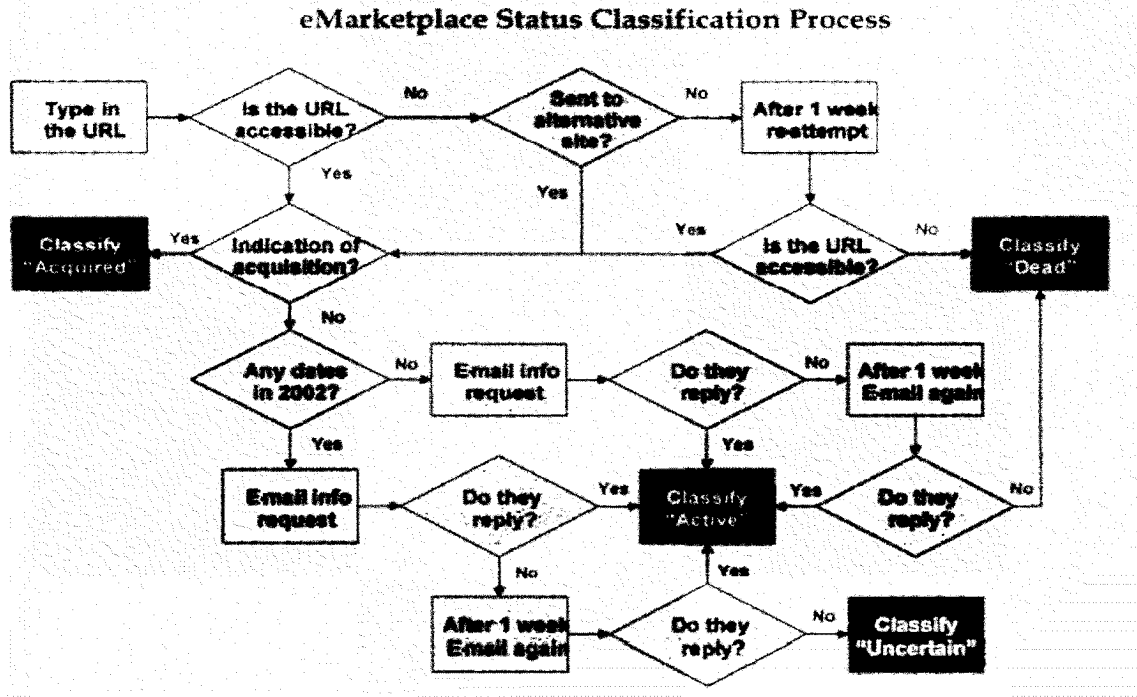 eMarketplace Status Classification Process
Type in
the URL
Is the URL
accessible?
No
Sent to
alternative
site?
No
After 1 week
re-attempt
Yes
Yes
Classify
"Acquired"
Yes
Indication of
acquisition?
Yes
Is the URL
accessible?
No
Classify
"Dead"
No
Any dates
in 2002?
No
E-mail info
request
Do they
reply?
No
After 1 week
E-mail again
Yes
Yes
E-mail info
request
Do they
reply?
Yes
Classify
"Active"
Yes
Do they
reply?
No
No
Yes
After 1 week
E-mail again
Do they
reply?
No
Classify
"Uncertain"